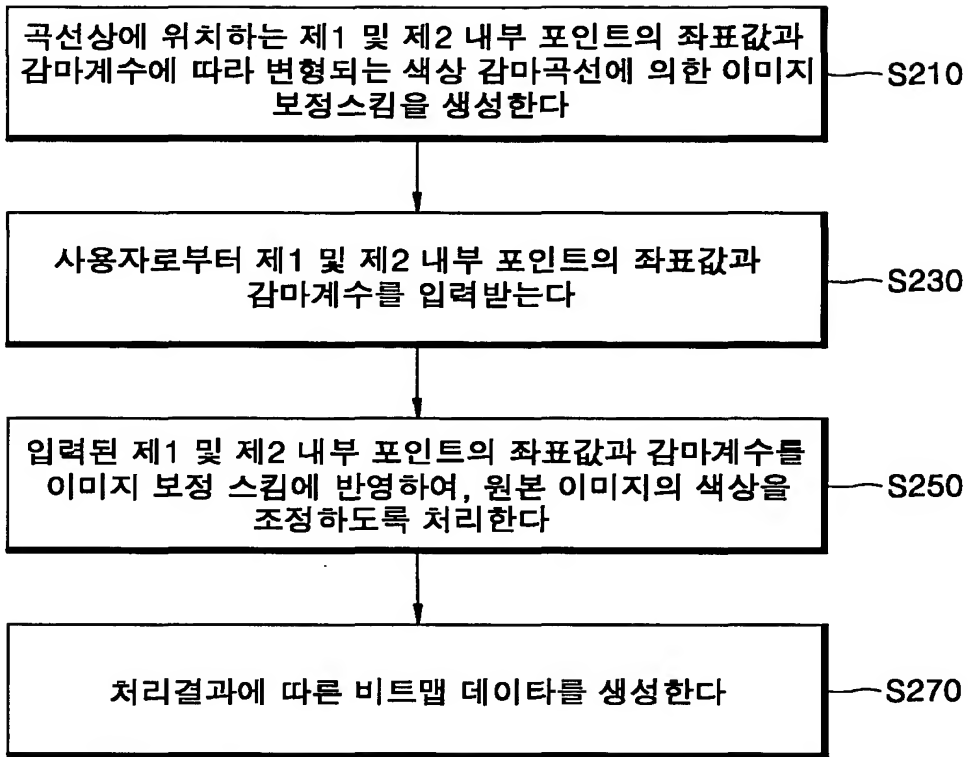 곡선상에 위치하는 제1 및 제2 내부 포인트의 좌표값과
감마계수에 따라 변형되는 색상 감마곡선에 의한 이미지
보정스킴을 생성한다
S210
사용자로부터 제1 및 제2 내부 포인트의 좌표값과
감마계수를 입력받는다
S230
입력된 제1 및 제2 내부 포인트의 좌표값과 감마계수를
이미지 보정 스킴에 반영하여, 원본 이미지의 색상을
조정하도록 처리한다
S250
처리결과에 따른 비트맵 데이타를 생성한다
S270